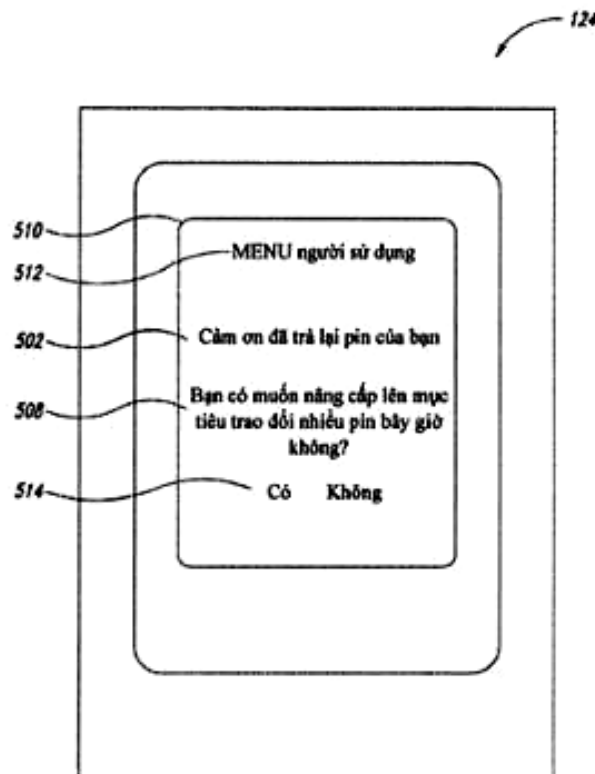 124
510
512
MENU người sử dụng
502
Cảm ơn đã trả lại pin của bạn
508
Bạn có muốn nâng cấp lên mục
tiêu trao đổi nhiều pin bây giờ
không?
514
Có Không